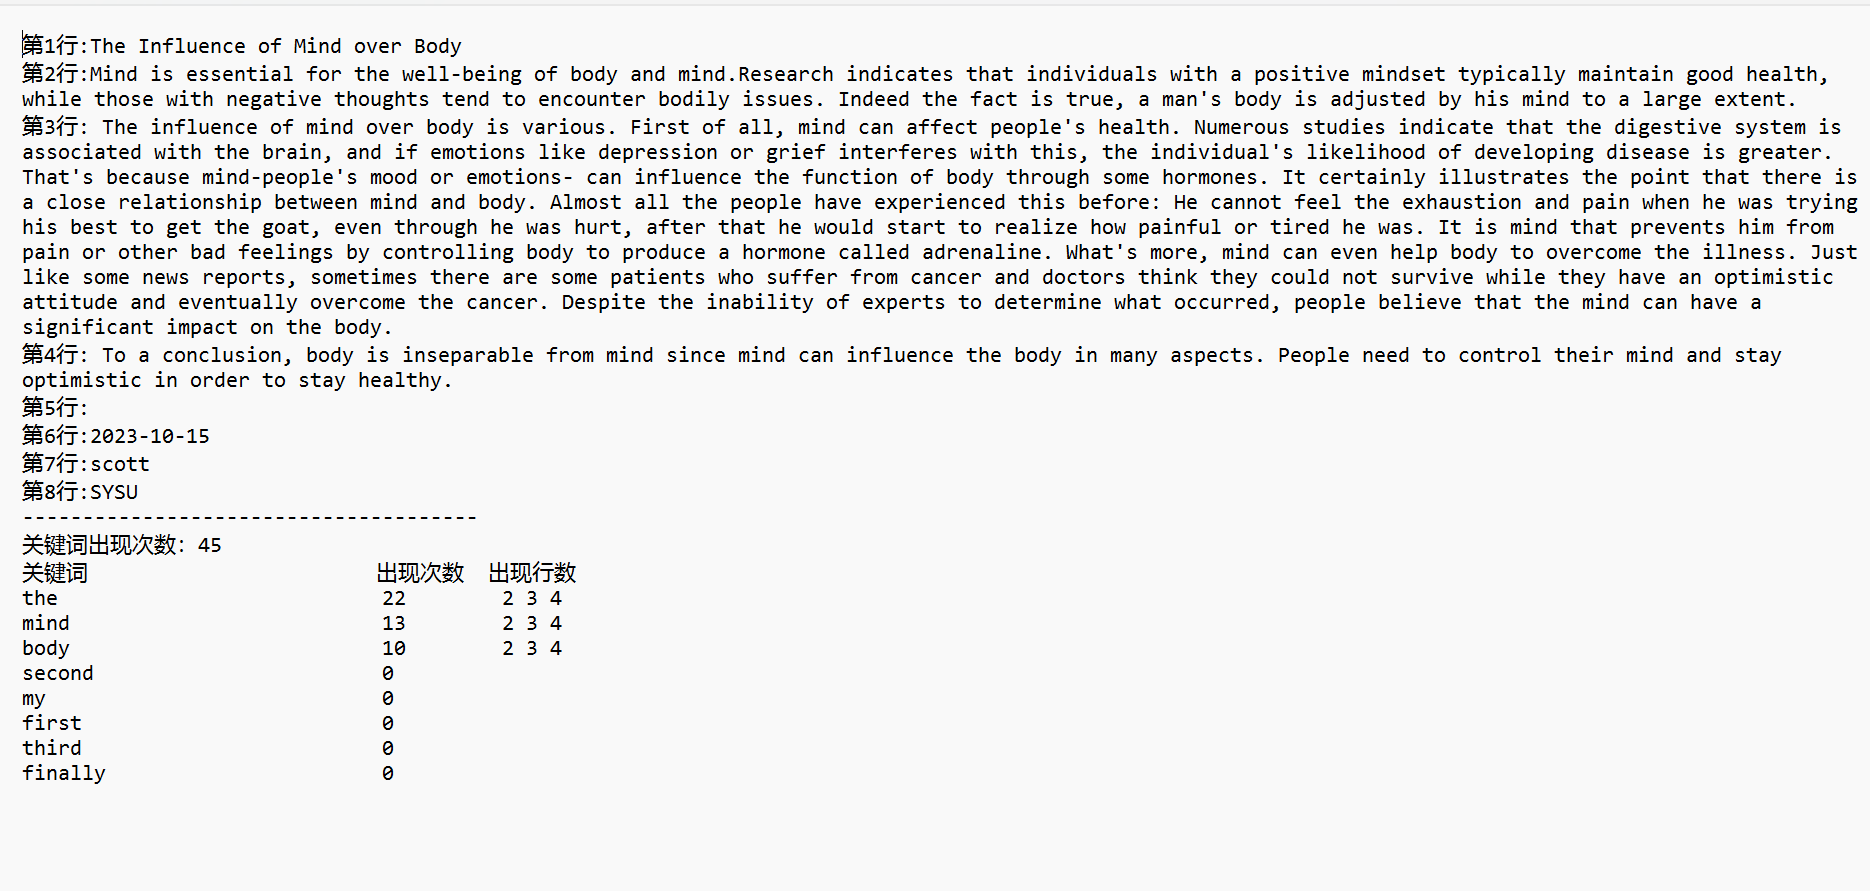 第1行:The Influence of Mind over Body
第2行:Mind is essential for the well-being of body and mind.Research indicates that individuals with a positive mindset typically maintain good health,
while those with negative thoughts tend to encounter bodily issues. Indeed the fact is true, a man's body is adjusted by his mind to a large extent.
第3行: The influence of mind over body is various. First of all, mind can affect people's health. Numerous studies indicate that the digestive system is
associated with the brain, and if emotions like depression or grief interferes with this, the individual's likelihood of developing disease is greater.
That's because mind-people's mood or emotions- can influence the function of body through some hormones. It certainly illustrates the point that there is
a close relationship between mind and body. Almost all the people have experienced this before: He cannot feel the exhaustion and pain when he was trying
his best to get the goat, even through he was hurt, after that he would start to realize how painful or tired he was. It is mind that prevents him from
pain or other bad feelings by controlling body to produce a hormone called adrenaline. What's more, mind can even help body to overcome the illness. Just
like some news reports, sometimes there are some patients who suffer from cancer and doctors think they could not survive while they have an optimistic
attitude and eventually overcome the cancer. Despite the inability of experts to determine what occurred, people believe that the mind can have a
significant impact on the body.
第4行: To a conclusion, body is inseparable from mind since mind can influence the body in many aspects. People need to control their mind and stay
optimistic in order to stay healthy.
第5行:
第6行:2023-10-15
第7行:scott
第8行:SYSU
--------------------------------------
关键词出现次数: 45
关键词 出现次数 出现行数
the 22 2 3 4
mind 13 2 3 4
body 10 2 3 4
second 0
my 0
first 0
third 0
finally 0